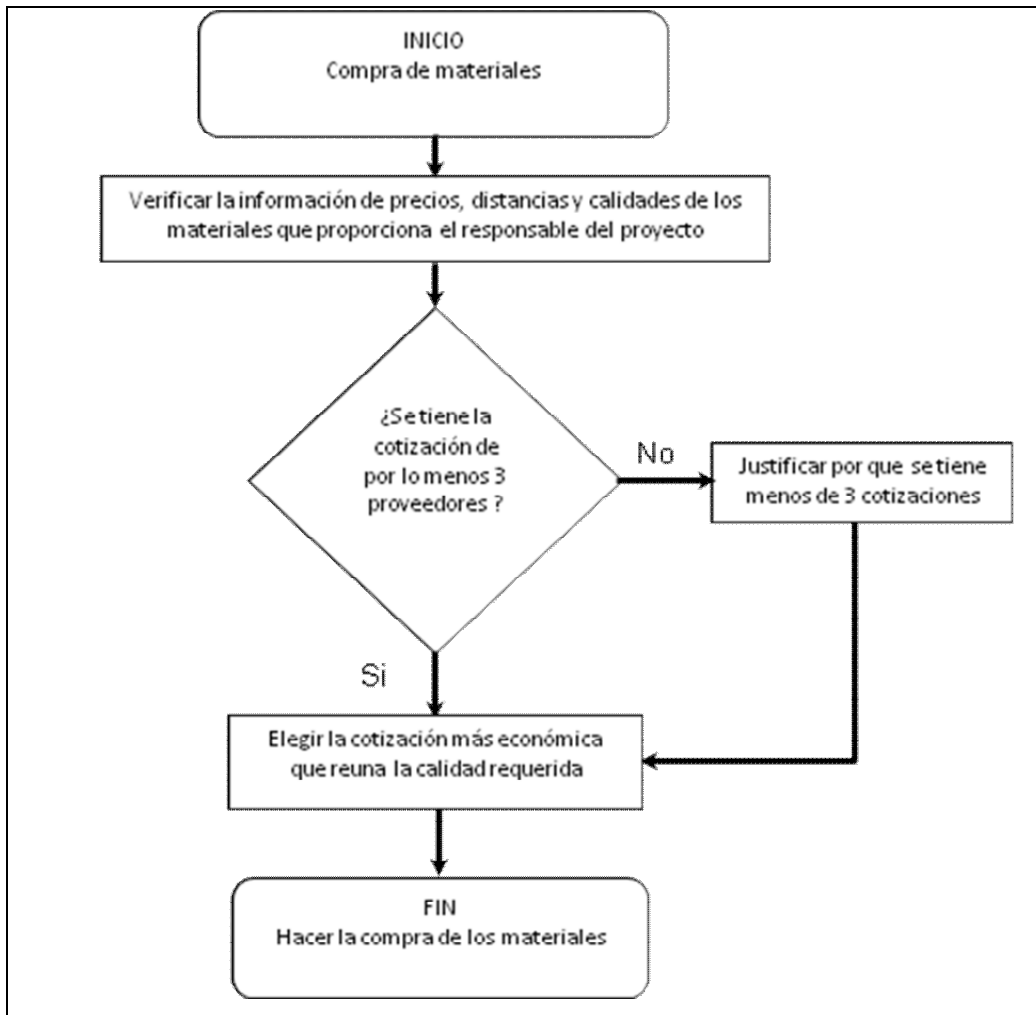 INICIO
Compra de materiales
Verificar la información de precios, distancias y calidades de los
materiales que proporciona el responsable del proyecto
¿Se tiene la
cotización de
por lo menos 3
proveedores ?
No
Justificar por que se tiene
menos de 3 cotizaciones
Si
Elegir la cotización más económica
que reuna la calidad requerida
FIN
Hacer la compra de los materiales